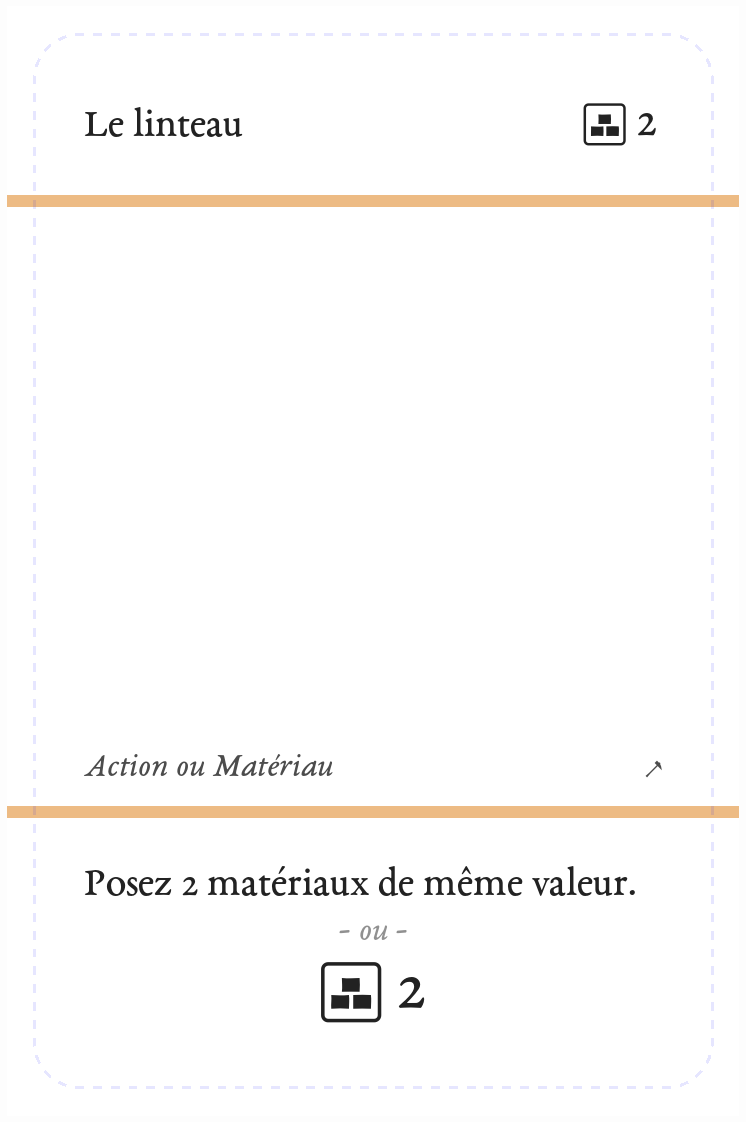 Le linteau 2
Action ou Matériau
Posez 2 matériaux de même valeur.
- ou -
2